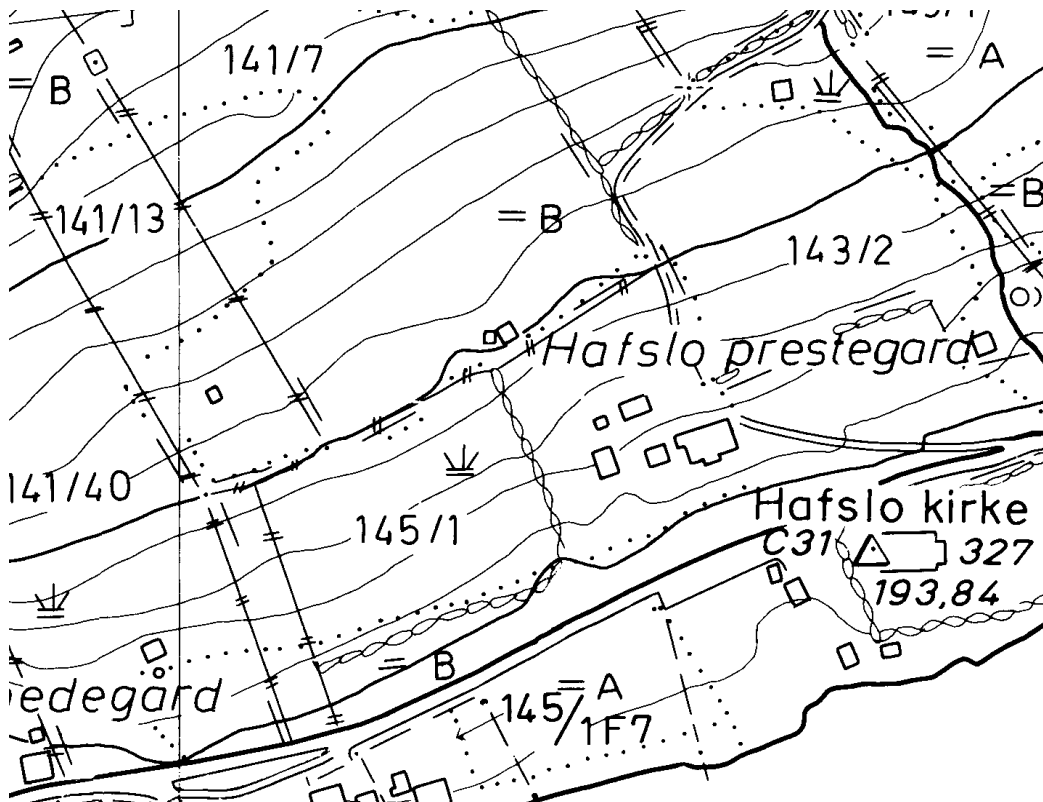 141/7
= A
= B
141/13
= B
= B
143/2
Hafslo prestegard
141/40
145/1
Hafslo kirke
C31
327
193,84
= B
= A
145/1F7